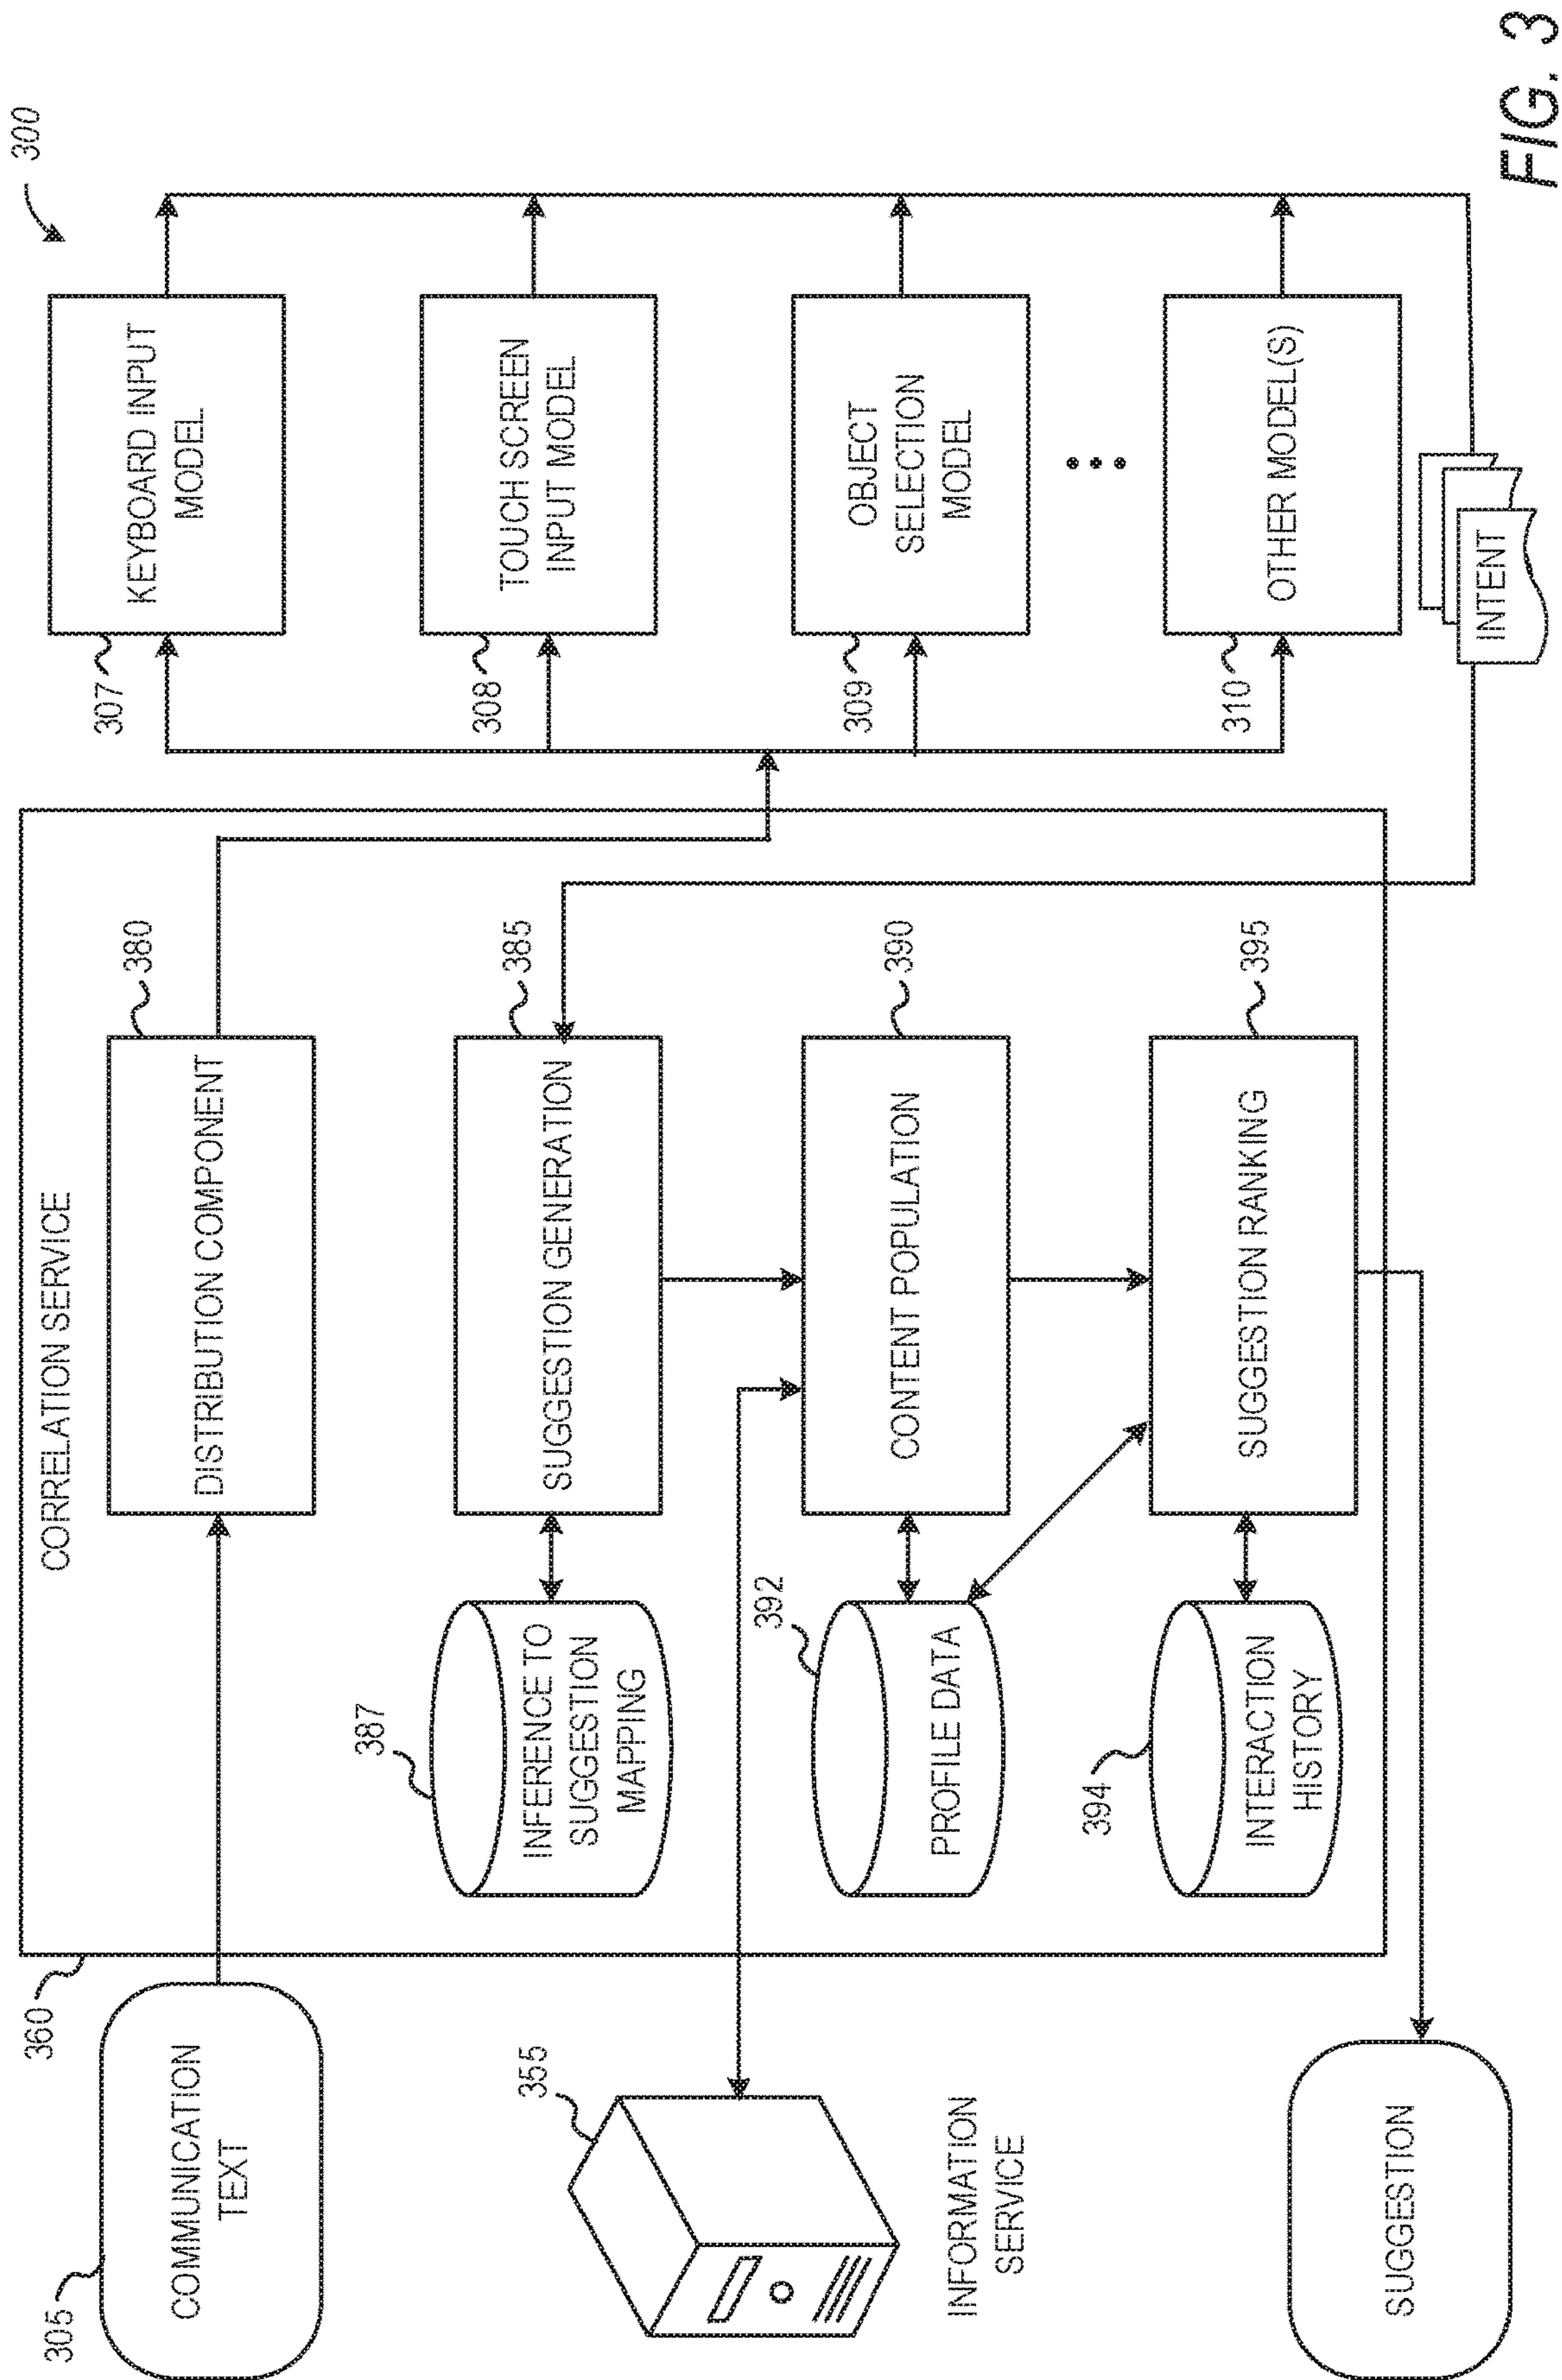 300
360
CORRELATION SERVICE
305
COMMUNICATION
TEXT
380
DISTRIBUTION COMPONENT
307
KEYBOARD INPUT
MODEL
387
INFERENCE TO
SUGGESTION
MAPPING
385
SUGGESTION GENERATION
308
TOUCH SCREEN
INPUT MODEL
355
INFORMATION
SERVICE
392
PROFILE DATA
390
CONTENT POPULATION
309
OBJECT
SELECTION
MODEL
394
INTERACTION
HISTORY
395
SUGGESTION RANKING
310
OTHER MODEL(S)
SUGGESTION
INTENT
FIG. 3